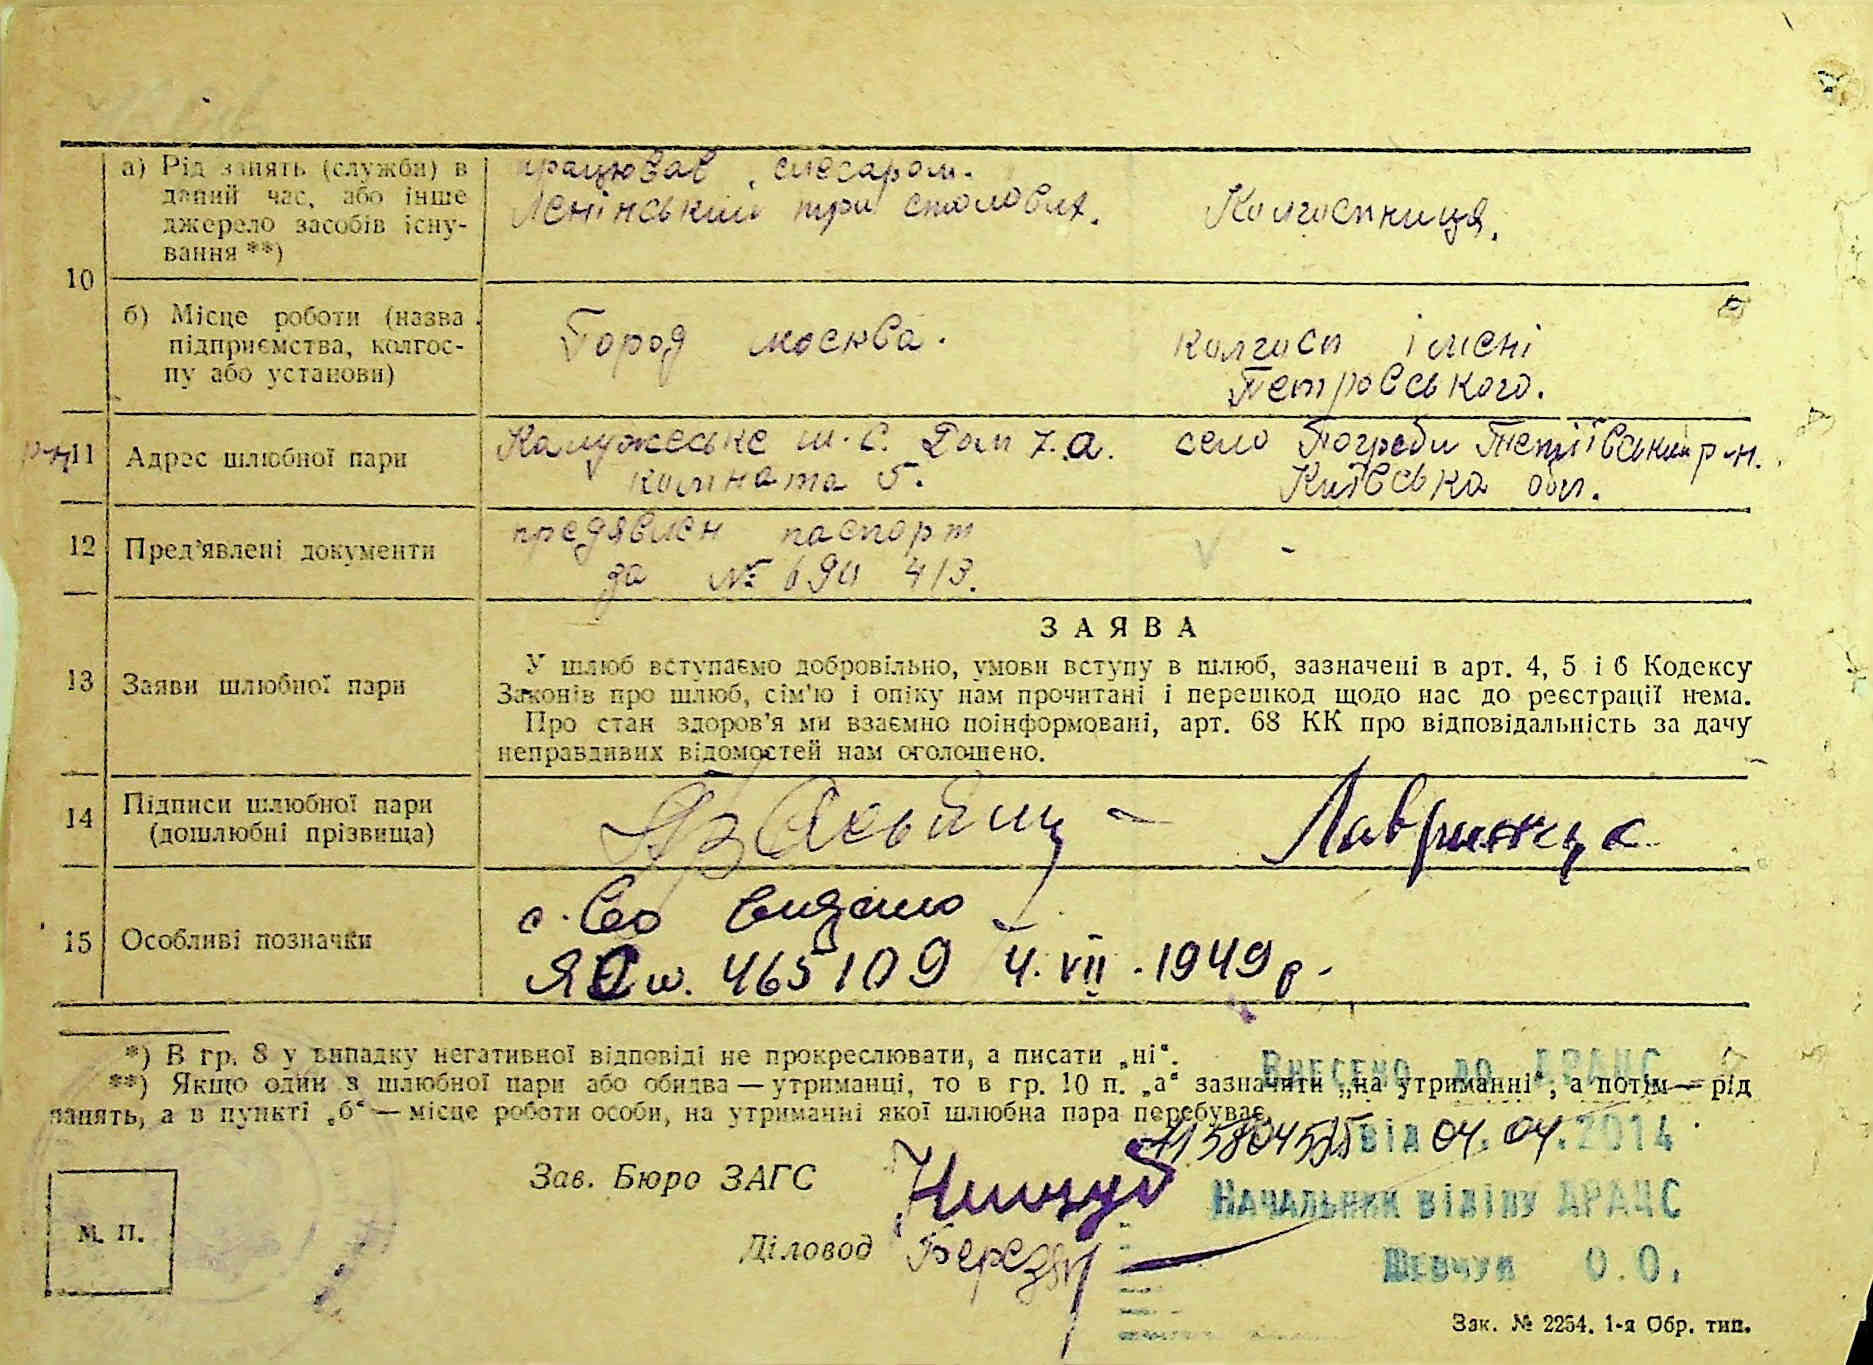 10
а) Рід занять (служби) в даний час, або інше джерело засобів існування **)
працював слесаром.
Ленінський три столових.
Колгоспниця.
б) Місце роботи (назва підприємства, колгоспу або установи)
Город москва.
колгосп імені
Петровського.
11 Адрес шлюбної пари
Калужське ш. С. Дом 7.а.
комната 5.
село Погреби Тетіївський р-н.
Київська обл.
12 Пред'явлені документи
предявлен паспорт
№ 690 413.
-
13 Заяви шлюбної пари
ЗАЯВА
У шлюб вступаємо добровільно, умови вступу в шлюб, зазначені в арт. 4, 5 і 6 Кодексу
Законів про шлюб, сім'ю і опіку нам прочитані і перешкод щодо нас до реєстрації нема.
Про стан здоров'я ми взаємно поінформовані, арт. 68 КК про відповідальність за дачу
неправдивих відомостей нам оголошено.
14 Підписи шлюбної пари
(дошлюбні прізвища)
15 Особливі позначки
с. во видано
465109 4. VII. 1949 р.
*) В гр. 8 у випадку негативної відповіді не прокреслювати, а писати „ні“.
**) Якщо один з шлюбної пари або обидва — утриманці, то в гр. 10 п. „а“ зазначити „на утриманні“, а потім — рід
занять, а в пункті „б“ — місце роботи особи, на утриманні якої шлюбна пара перебуває.
Внесено до ДРАЦС
від 04.04.2014
Начальник відділу ДРАЦС
Шевчук О.О.
Зав. Бюро ЗАГС
Діловод
М. П.
Зак. № 2264. 1-я Обр. тип.